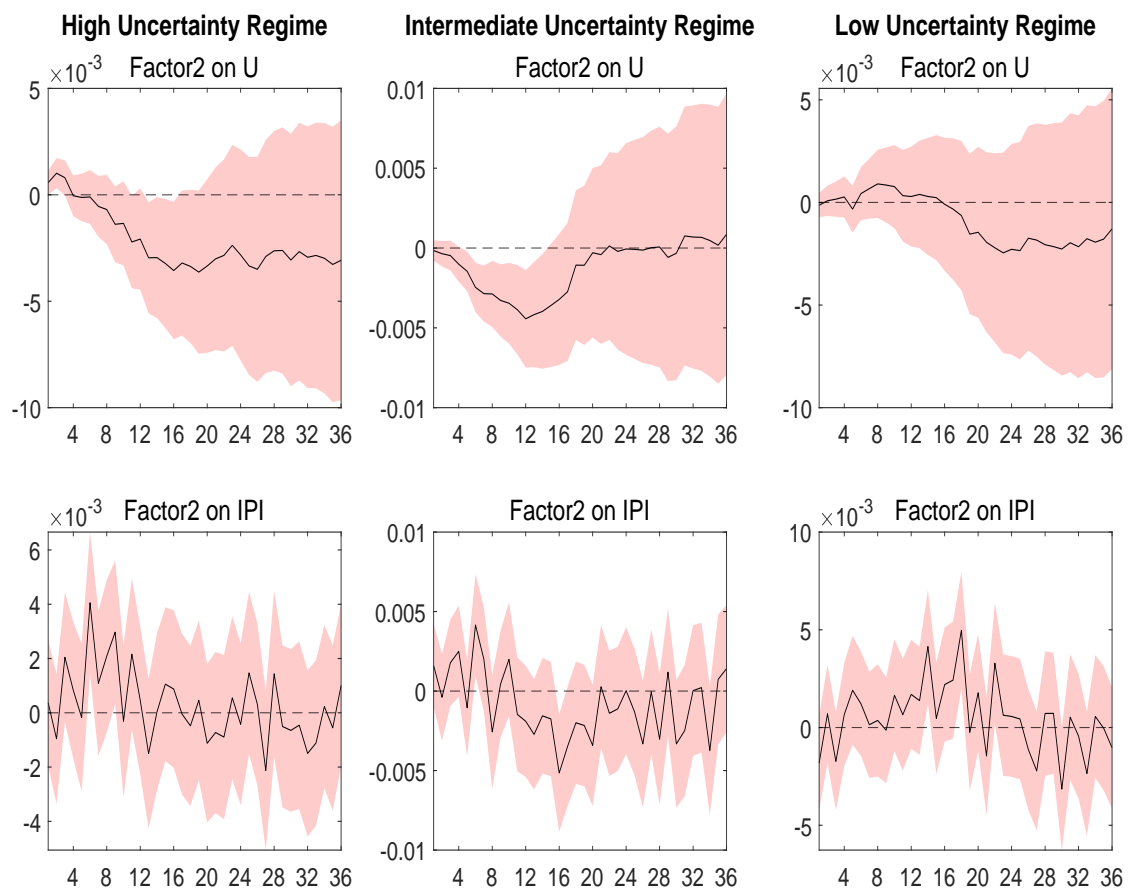 High Uncertainty Regime
Intermediate Uncertainty Regime
Low Uncertainty Regime
×10^-3 Factor2 on U
5
0
-5
-10
4 8 12 16 20 24 28 32 36
Factor2 on U
0.01
0.005
0
-0.005
-0.01
4 8 12 16 20 24 28 32 36
×10^-3 Factor2 on U
5
0
-5
-10
4 8 12 16 20 24 28 32 36
×10^-3 Factor2 on IPI
6
4
2
0
-2
-4
4 8 12 16 20 24 28 32 36
Factor2 on IPI
0.01
0.005
0
-0.005
-0.01
4 8 12 16 20 24 28 32 36
×10^-3 Factor2 on IPI
10
5
0
-5
4 8 12 16 20 24 28 32 36